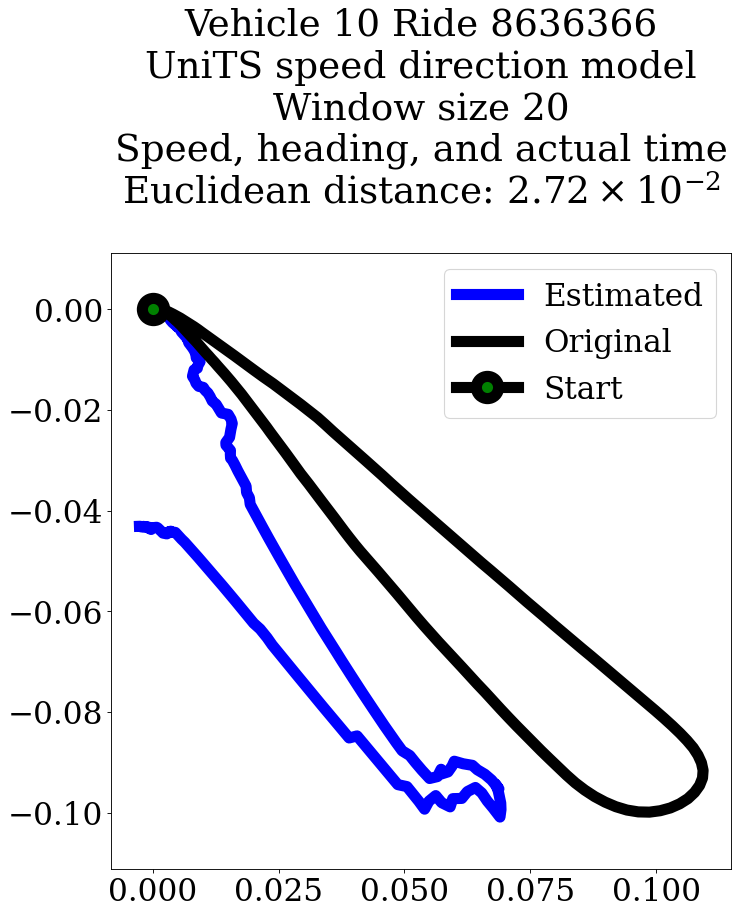 Vehicle 10 Ride 8636366
UniTS speed direction model
Window size 20
Speed, heading, and actual time
Euclidean distance: 2.72 × 10⁻²
Estimated
Original
Start
0.00
−0.02
−0.04
−0.06
−0.08
−0.10
0.000 0.025 0.050 0.075 0.100